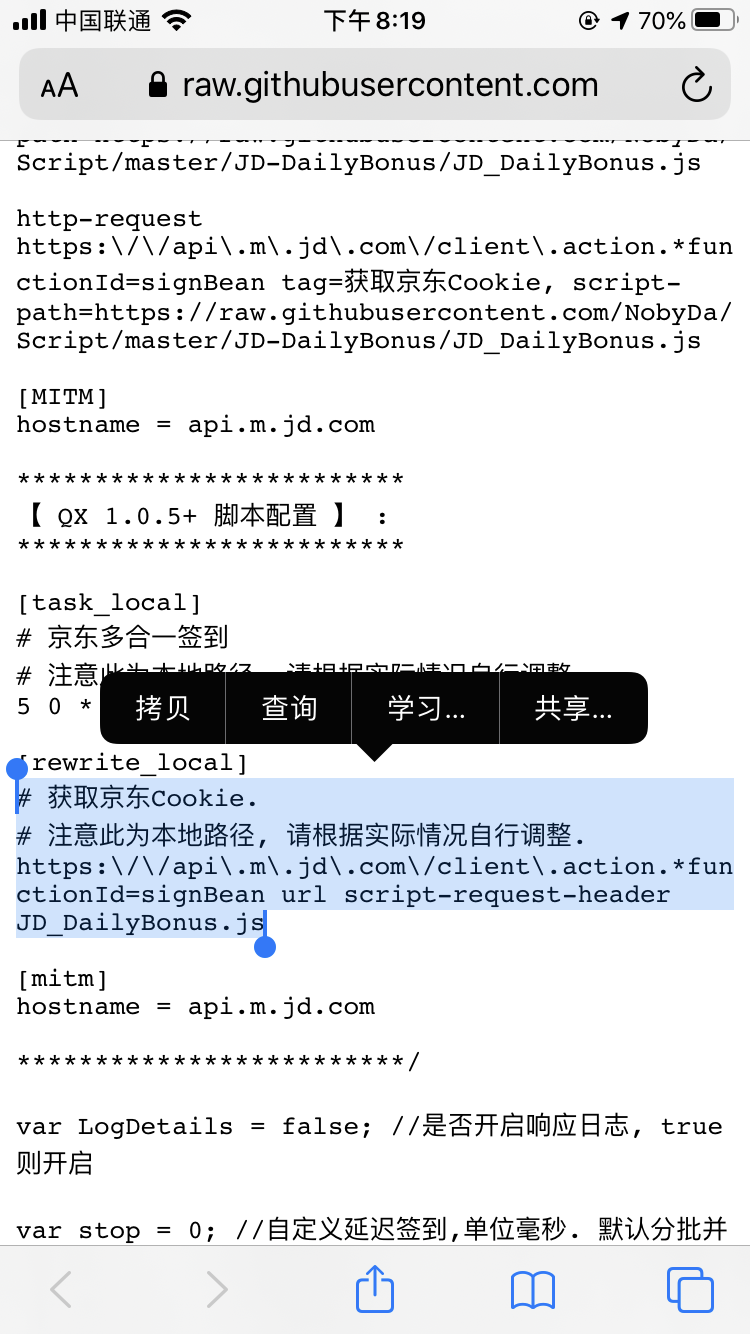 中国联通 下午8:19 70%
AA raw.githubusercontent.com
Script/master/JD-DailyBonus/JD_DailyBonus.js
http-request
https:\/\/api\.m\.jd\.com\/client\.action.*fun
ctionId=signBean tag=获取京东Cookie, script-
path=https://raw.githubusercontent.com/NobyDa/
Script/master/JD-DailyBonus/JD_DailyBonus.js
[MITM]
hostname = api.m.jd.com
*************************
【 QX 1.0.5+ 脚本配置 】 :
*************************
[task_local]
# 京东多合一签到
# 注意此为本地路径, 请根据实际情况自行调整
5 0 *
拷贝 查询 学习... 共享...
[rewrite_local]
# 获取京东Cookie.
# 注意此为本地路径, 请根据实际情况自行调整.
https:\/\/api\.m\.jd\.com\/client\.action.*fun
ctionId=signBean url script-request-header
JD_DailyBonus.js
[mitm]
hostname = api.m.jd.com
*************************/
var LogDetails = false; //是否开启响应日志, true
则开启
var stop = 0; //自定义延迟签到,单位毫秒. 默认分批并